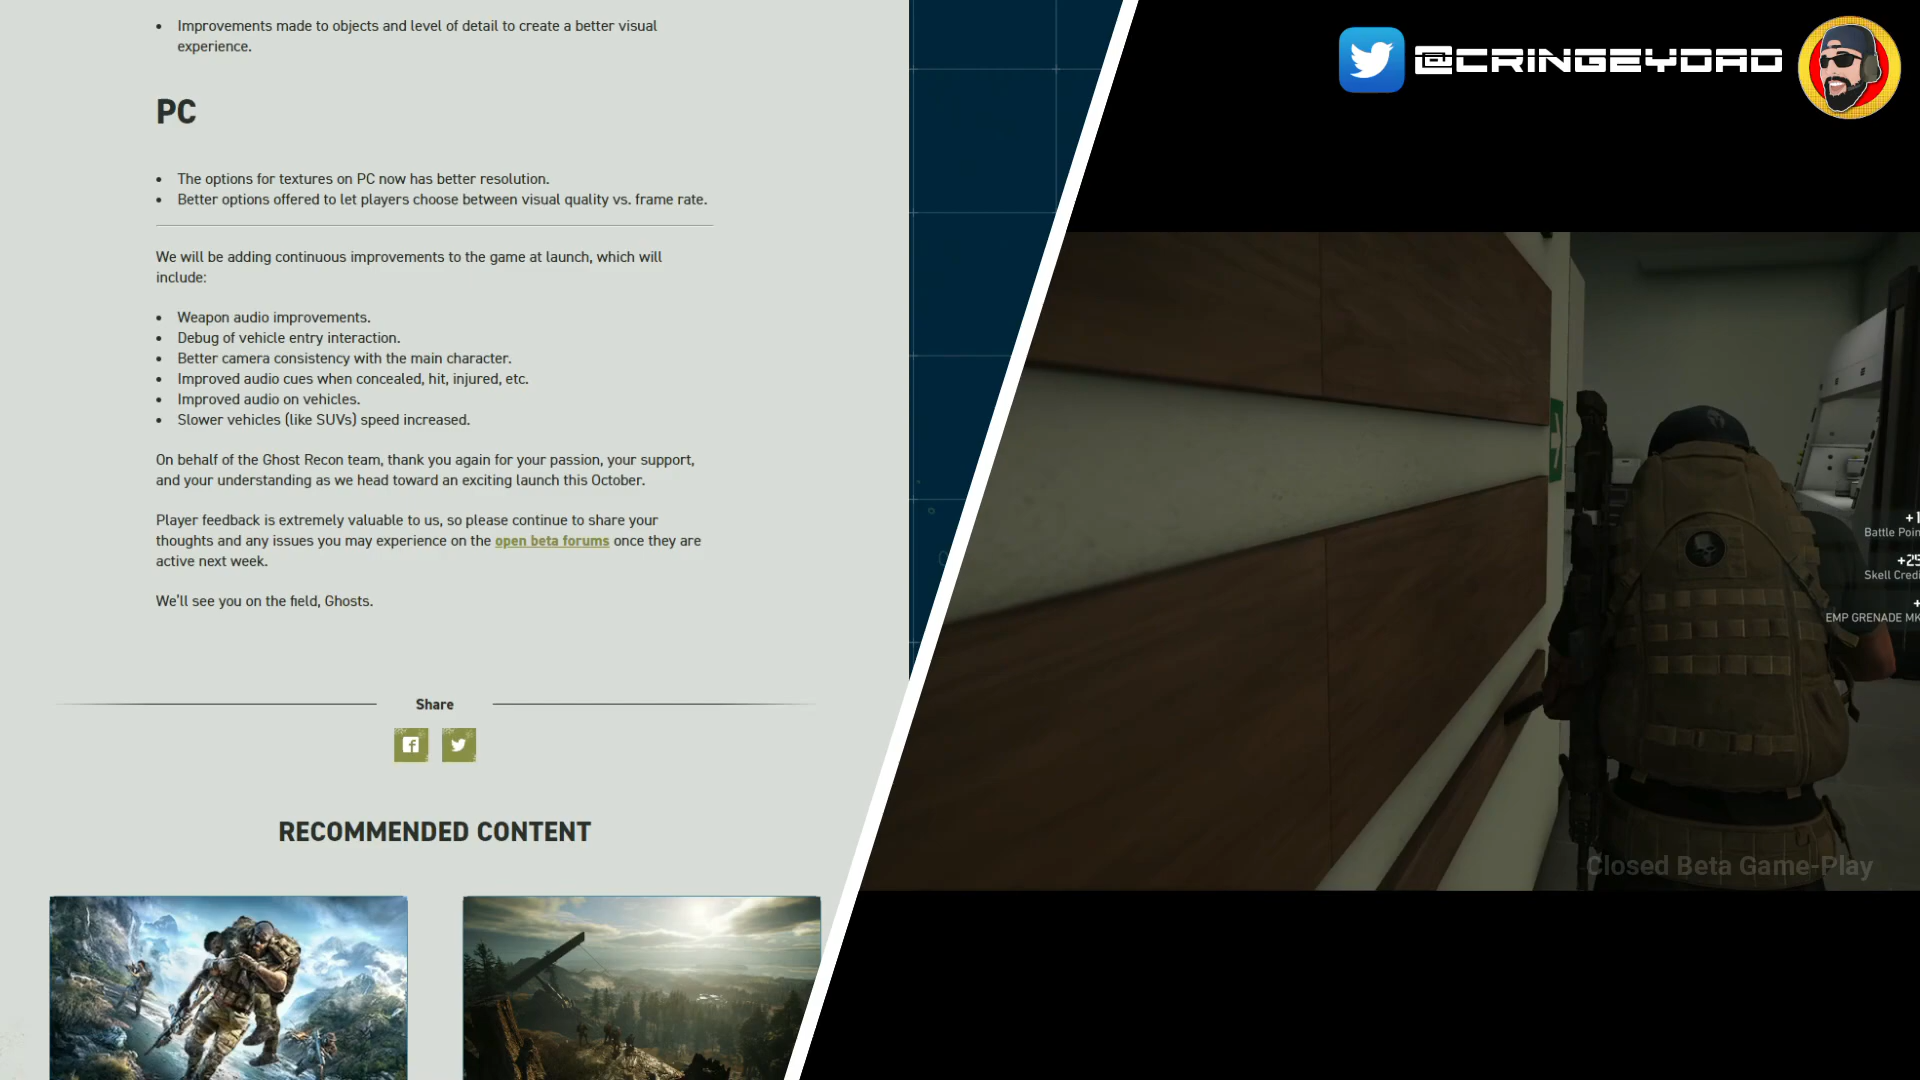 • Improvements made to objects and level of detail to create a better visual
experience.
PC
• The options for textures on PC now has better resolution.
• Better options offered to let players choose between visual quality vs. frame rate.
We will be adding continuous improvements to the game at launch, which will
include:
• Weapon audio improvements.
• Debug of vehicle entry interaction.
• Better camera consistency with the main character.
• Improved audio cues when concealed, hit, injured, etc.
• Improved audio on vehicles.
• Slower vehicles (like SUVs) speed increased.
On behalf of the Ghost Recon team, thank you again for your passion, your support,
and your understanding as we head toward an exciting launch this October.
Player feedback is extremely valuable to us, so please continue to share your
thoughts and any issues you may experience on the open beta forums once they are
active next week.
We'll see you on the field, Ghosts.
Share
RECOMMENDED CONTENT
@CRINGEYDAD
Battle
+25
Skell
EMP GRENADE
Closed Beta Game-Play